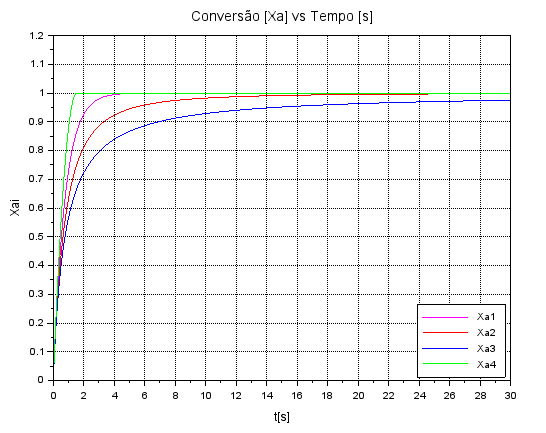 Conversão [Xa] vs Tempo [s]
1.2
1.1
1
0.9
0.8
0.7
0.6
0.5
0.4
0.3
0.2
0.1
0
Xai
Xa1
Xa2
Xa3
Xa4
0 2 4 6 8 10 12 14 16 18 20 22 24 26 28 30
t[s]